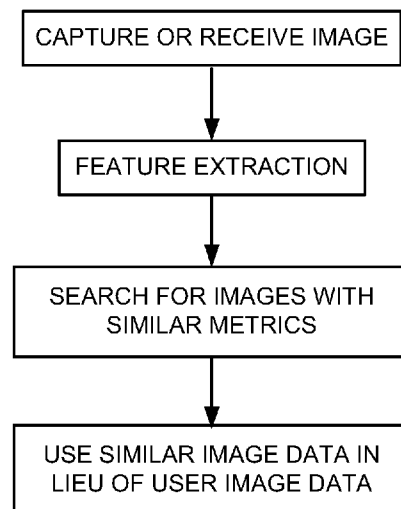 CAPTURE OR RECEIVE IMAGE
FEATURE EXTRACTION
SEARCH FOR IMAGES WITH
SIMILAR METRICS
USE SIMILAR IMAGE DATA IN
LIEU OF USER IMAGE DATA